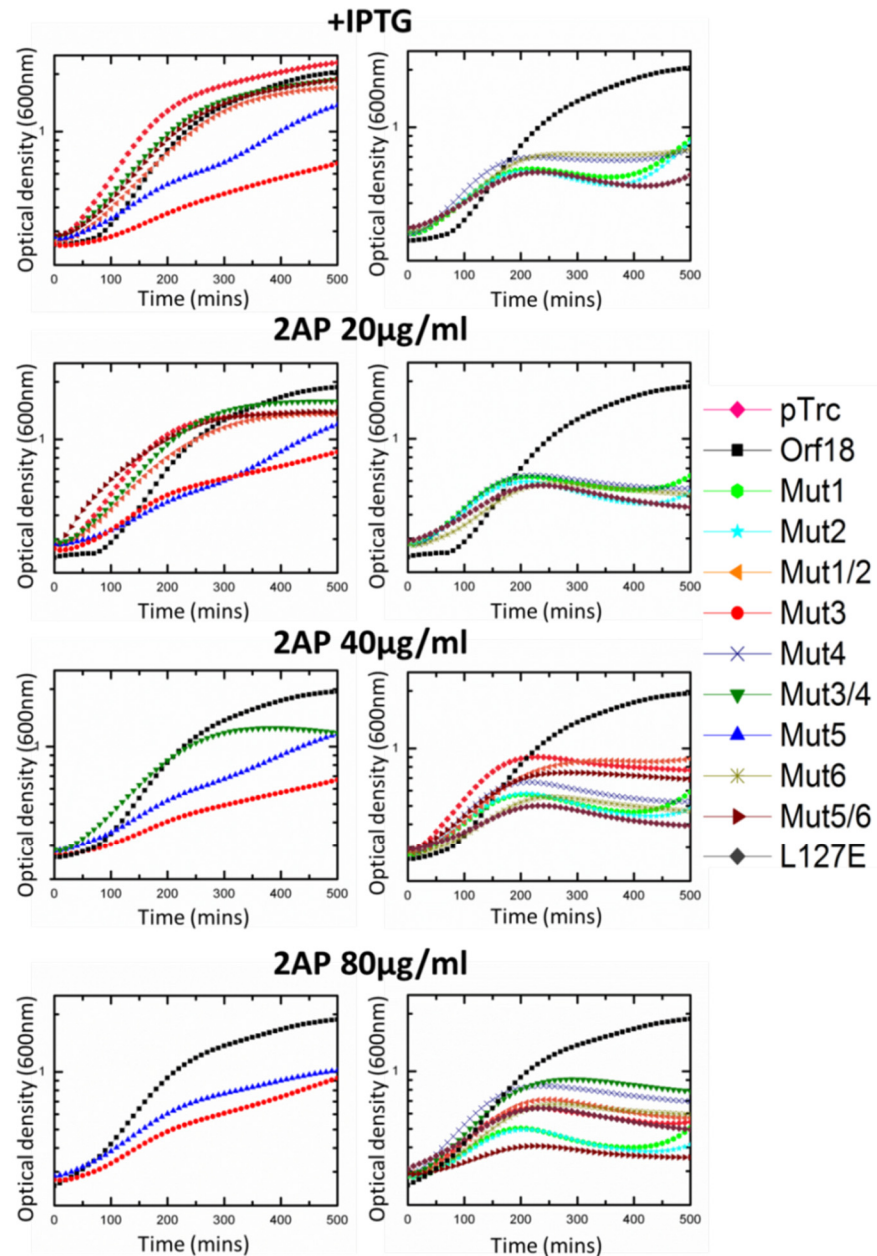 +IPTG
Optical density (600nm)
1
0 100 200 300 400 500
Time (mins)
Optical density (600nm)
1
0 100 200 300 400 500
Time (mins)
2AP 20µg/ml
Optical density (600nm)
1
0 100 200 300 400 500
Time (mins)
Optical density (600nm)
1
0 100 200 300 400 500
Time (mins)
pTrc
Orf18
Mut1
Mut2
Mut1/2
Mut3
Mut4
Mut3/4
Mut5
Mut6
Mut5/6
L127E
2AP 40µg/ml
Optical density (600nm)
1
0 100 200 300 400 500
Time (mins)
Optical density (600nm)
1
0 100 200 300 400 500
Time (mins)
2AP 80µg/ml
Optical density (600nm)
1
0 100 200 300 400 500
Time (mins)
Optical density (600nm)
1
0 100 200 300 400 500
Time (mins)